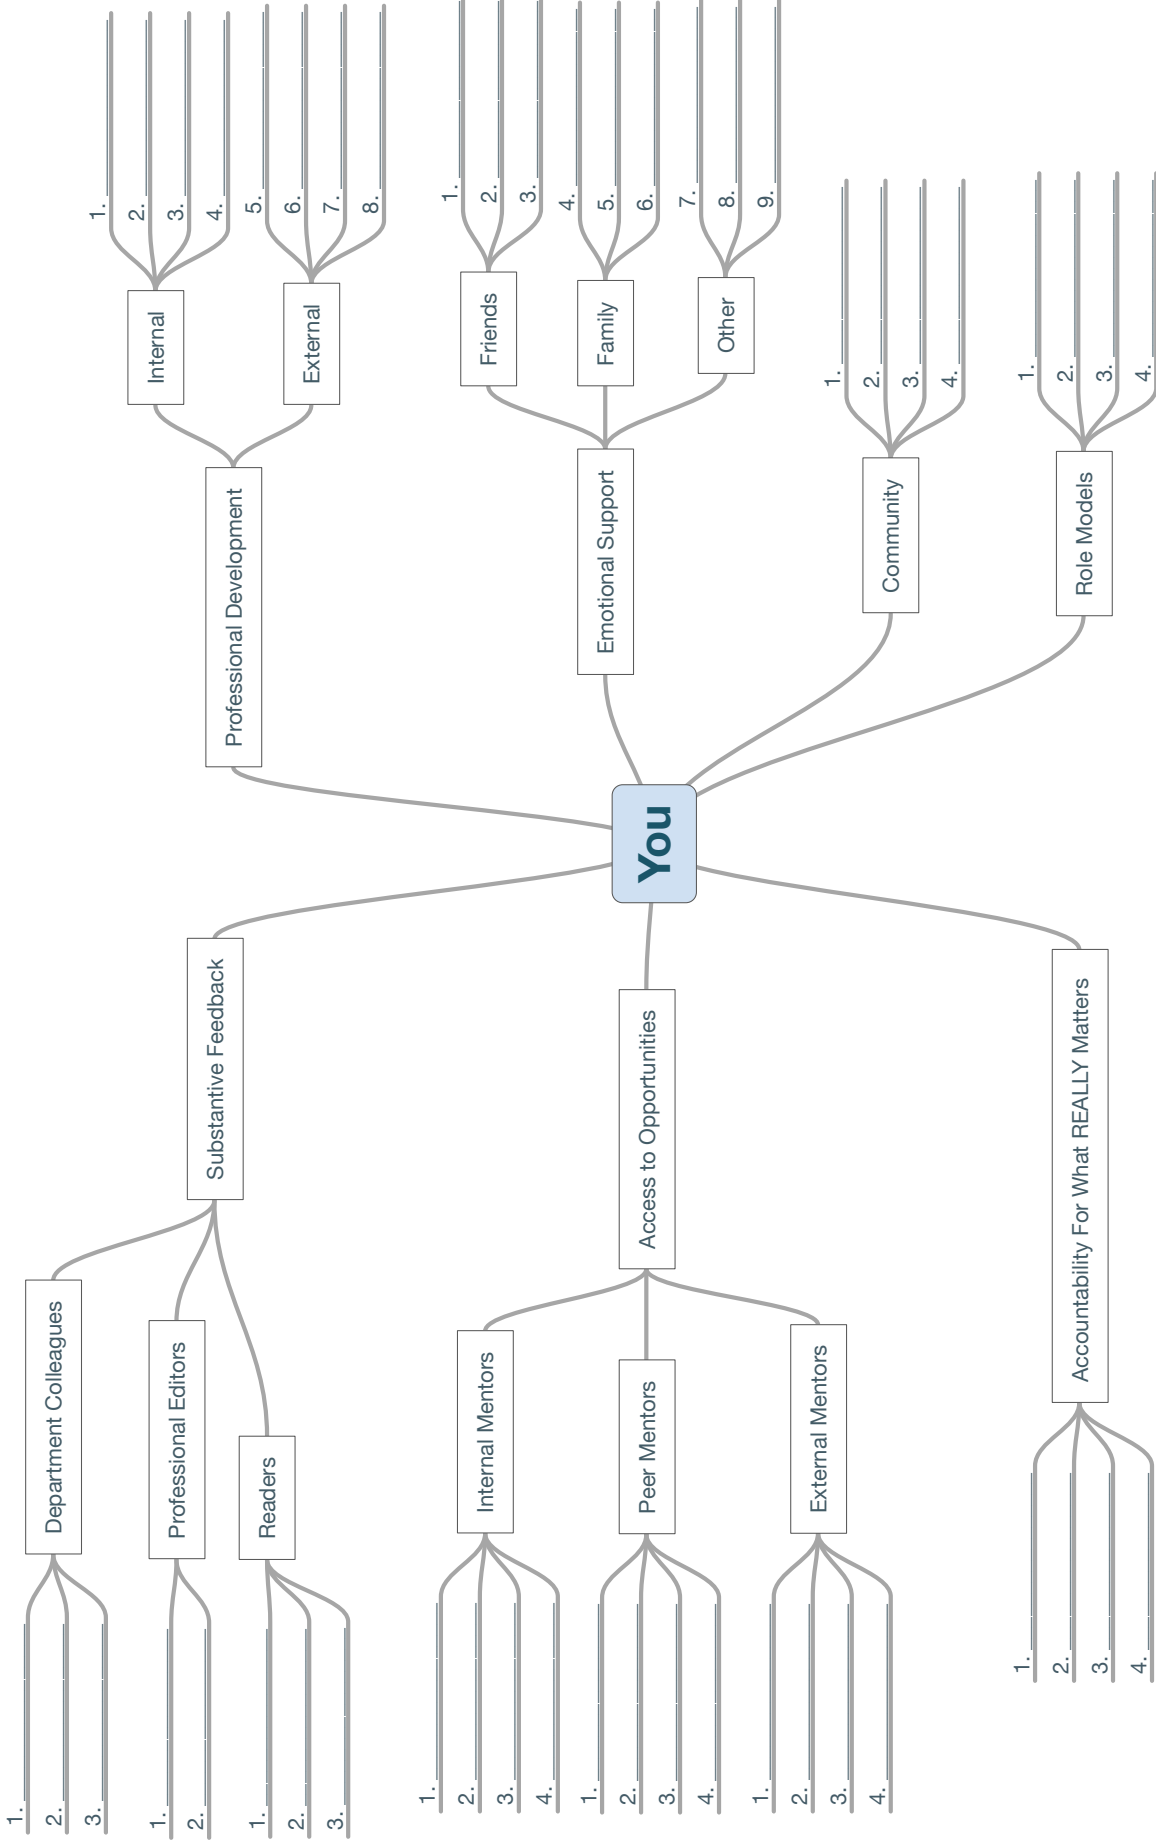 You
Substantive Feedback
Department Colleagues
1.
2.
3.
Professional Editors
1.
2.
Readers
1.
2.
3.
Access to Opportunities
Internal Mentors
1.
2.
3.
4.
Peer Mentors
1.
2.
3.
4.
External Mentors
1.
2.
3.
4.
Accountability For What REALLY Matters
1.
2.
3.
4.
Professional Development
Internal
1.
2.
3.
4.
External
5.
6.
7.
8.
Emotional Support
Friends
1.
2.
3.
Family
4.
5.
6.
Other
7.
8.
9.
Community
1.
2.
3.
4.
Role Models
1.
2.
3.
4.